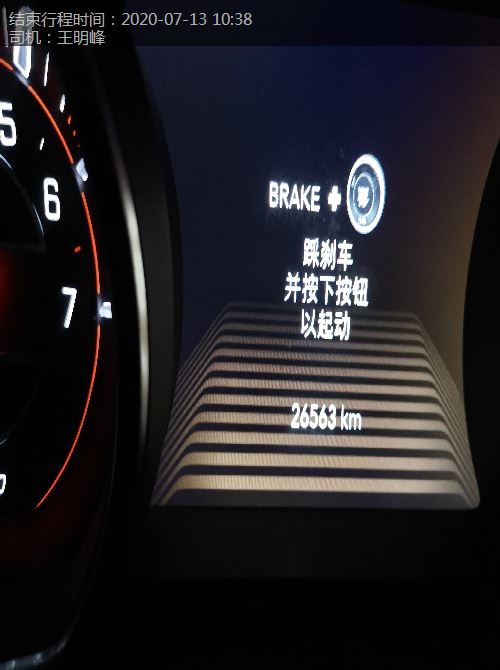 结束行程时间：2020-07-13 10:38
司机：王明峰
5
6
7
BRAKE +
踩刹车
并按下按钮
以起动
26563 km